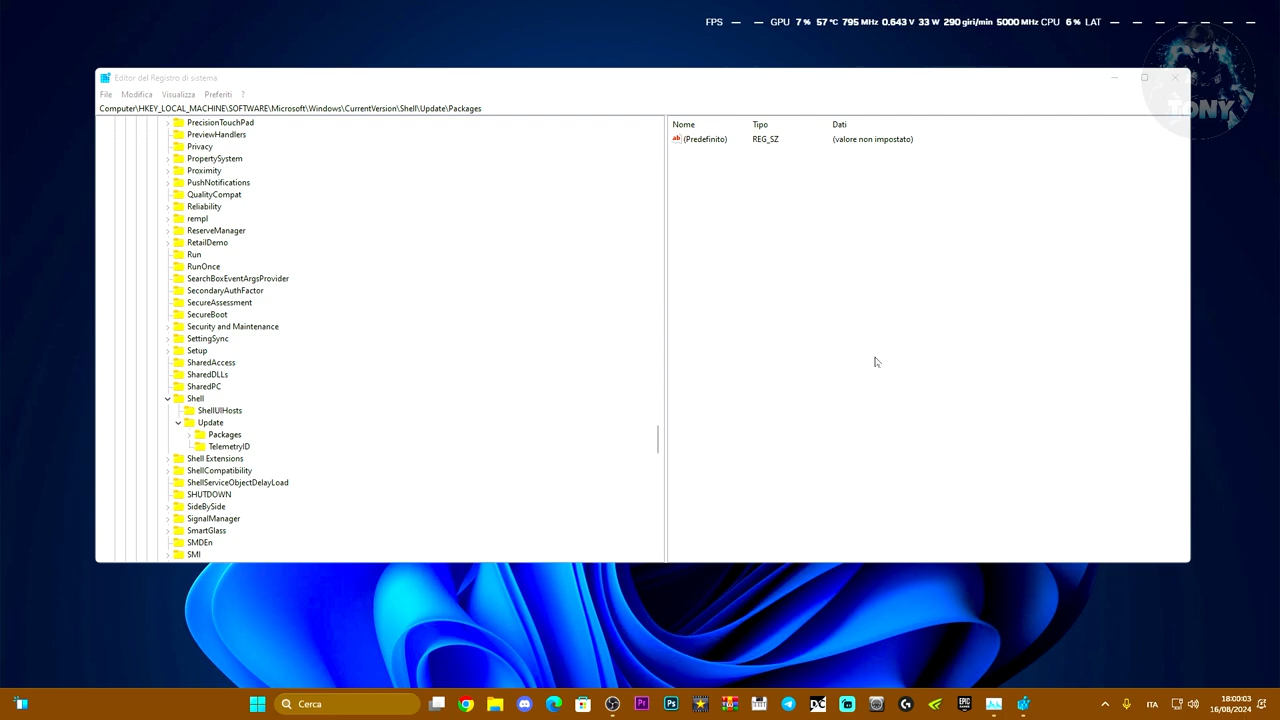 FPS — — GPU 7 % 57 °C 795 MHz 0.643 V 33 W 290 giri/min 5000 MHz CPU 6 % LAT — — — — — — —
TONY
Editor del Registro di sistema
File Modifica Visualizza Preferiti ?
Computer\HKEY_LOCAL_MACHINE\SOFTWARE\Microsoft\Windows\CurrentVersion\Shell\Update\Packages
Nome Tipo Dati
(Predefinito) REG_SZ (valore non impostato)
PrecisionTouchPad
PreviewHandlers
Privacy
PropertySystem
Proximity
PushNotifications
QualityCompat
Reliability
rempl
ReserveManager
RetailDemo
Run
RunOnce
SearchBoxEventArgsProvider
SecondaryAuthFactor
SecureAssessment
SecureBoot
Security and Maintenance
SettingSync
Setup
SharedAccess
SharedDLLs
SharedPC
Shell
ShellUIHosts
Update
Packages
TelemetryID
Shell Extensions
ShellCompatibility
ShellServiceObjectDelayLoad
SHUTDOWN
SideBySide
SignalManager
SmartGlass
SMDEn
SMI
Cerca
ITA
18:00:03
16/08/2024